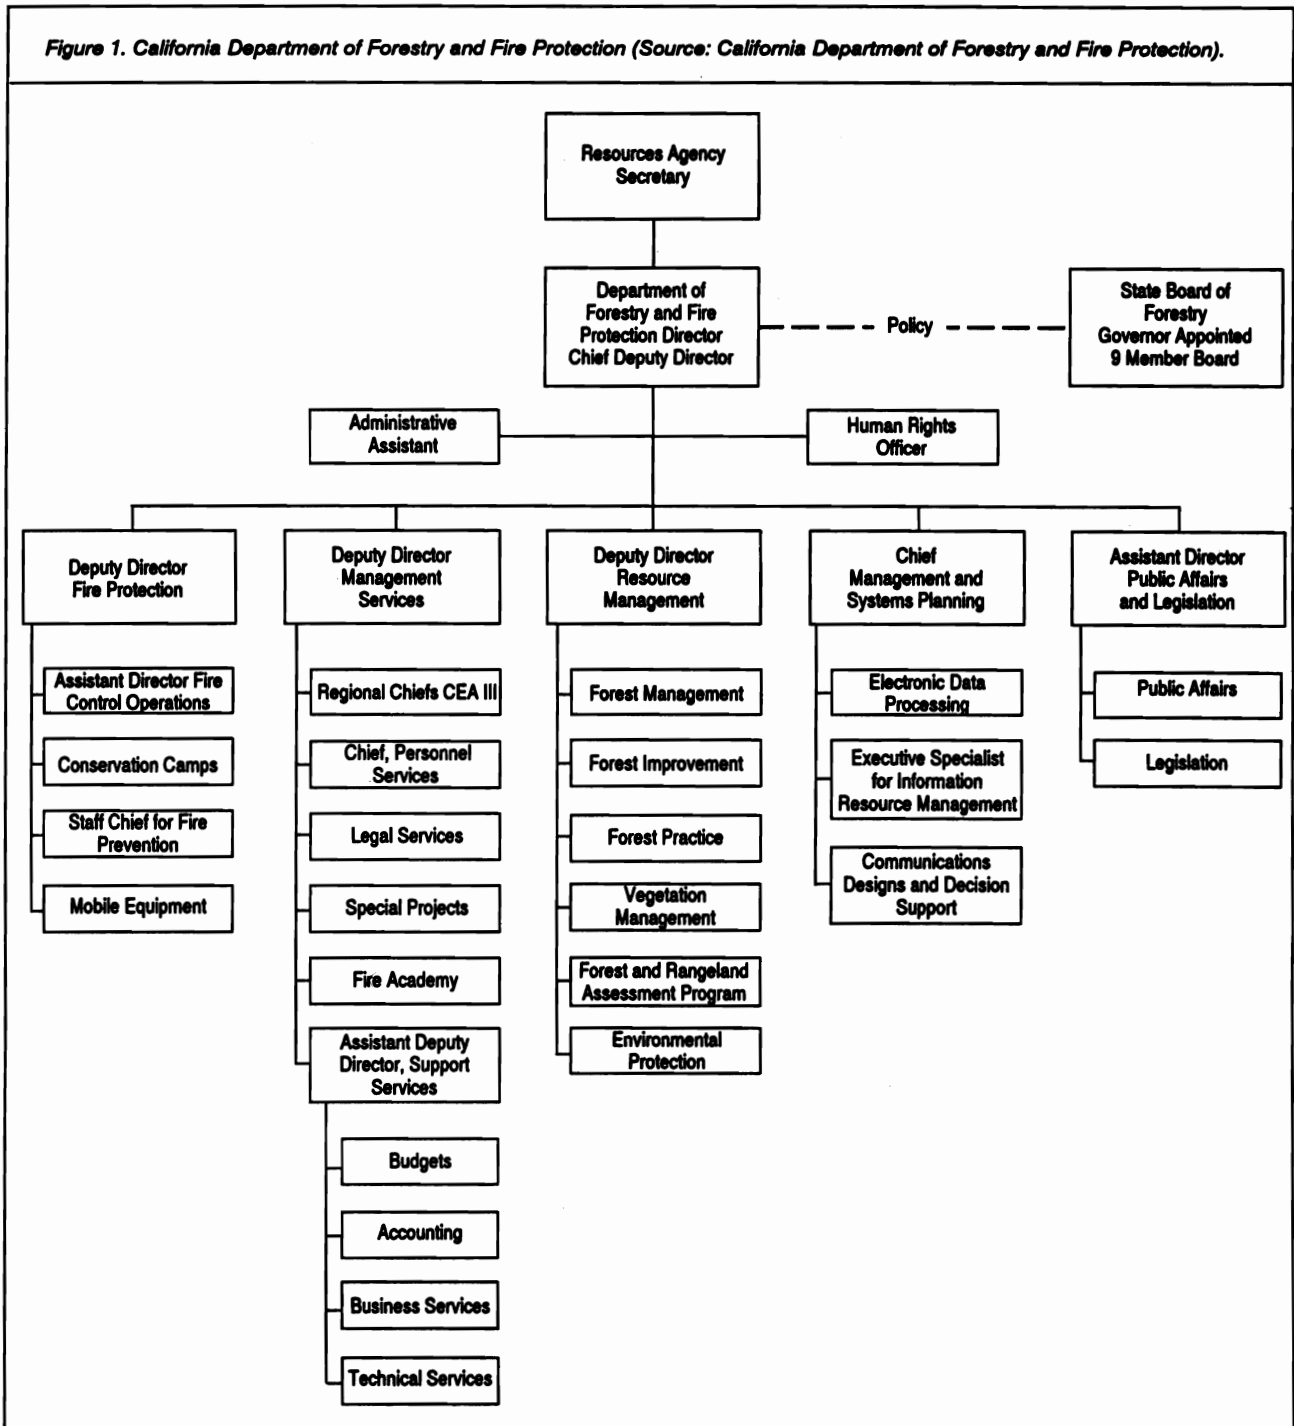 Figure 1. California Department of Forestry and Fire Protection (Source: California Department of Forestry and Fire Protection).
Resources Agency
Secretary
Department of
Forestry and Fire
Protection Director
Chief Deputy Director
Policy
State Board of
Forestry
Governor Appointed
9 Member Board
Administrative
Assistant
Human Rights
Officer
Deputy Director
Fire Protection
Assistant Director Fire
Control Operations
Conservation Camps
Staff Chief for Fire
Prevention
Mobile Equipment
Deputy Director
Management
Services
Regional Chiefs CEA III
Chief, Personnel
Services
Legal Services
Special Projects
Fire Academy
Assistant Deputy
Director, Support
Services
Budgets
Accounting
Business Services
Technical Services
Deputy Director
Resource
Management
Forest Management
Forest Improvement
Forest Practice
Vegetation
Management
Forest and Rangeland
Assessment Program
Environmental
Protection
Chief
Management and
Systems Planning
Electronic Data
Processing
Executive Specialist
for Information
Resource Management
Communications
Designs and Decision
Support
Assistant Director
Public Affairs
and Legislation
Public Affairs
Legislation